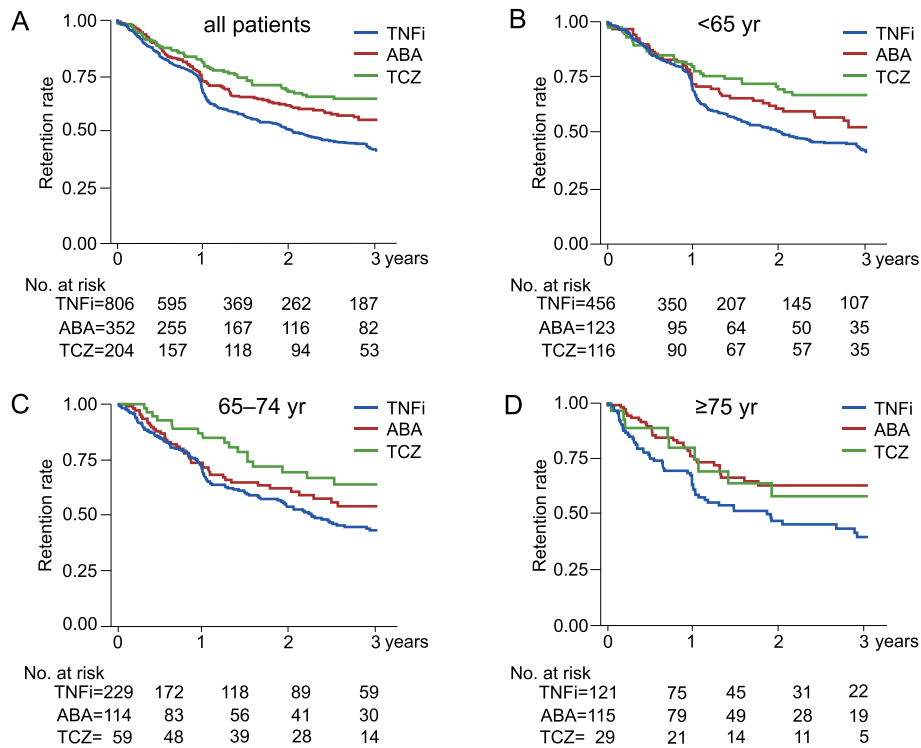 A
all patients
1.00
0.75
0.50
0.25
0.00
Retention rate
TNFi
ABA
TCZ
0 1 2 3 years
No. at risk
TNFi=806 595 369 262 187
ABA=352 255 167 116 82
TCZ=204 157 118 94 53
B
<65 yr
1.00
0.75
0.50
0.25
0.00
Retention rate
TNFi
ABA
TCZ
0 1 2 3 years
No. at risk
TNFi=456 350 207 145 107
ABA=123 95 64 50 35
TCZ=116 90 67 57 35
C
65–74 yr
1.00
0.75
0.50
0.25
0.00
Retention rate
TNFi
ABA
TCZ
0 1 2 3 years
No. at risk
TNFi=229 172 118 89 59
ABA=114 83 56 41 30
TCZ= 59 48 39 28 14
D
≥75 yr
1.00
0.75
0.50
0.25
0.00
Retention rate
TNFi
ABA
TCZ
0 1 2 3 years
No. at risk
TNFi=121 75 45 31 22
ABA=115 79 49 28 19
TCZ= 29 21 14 11 5